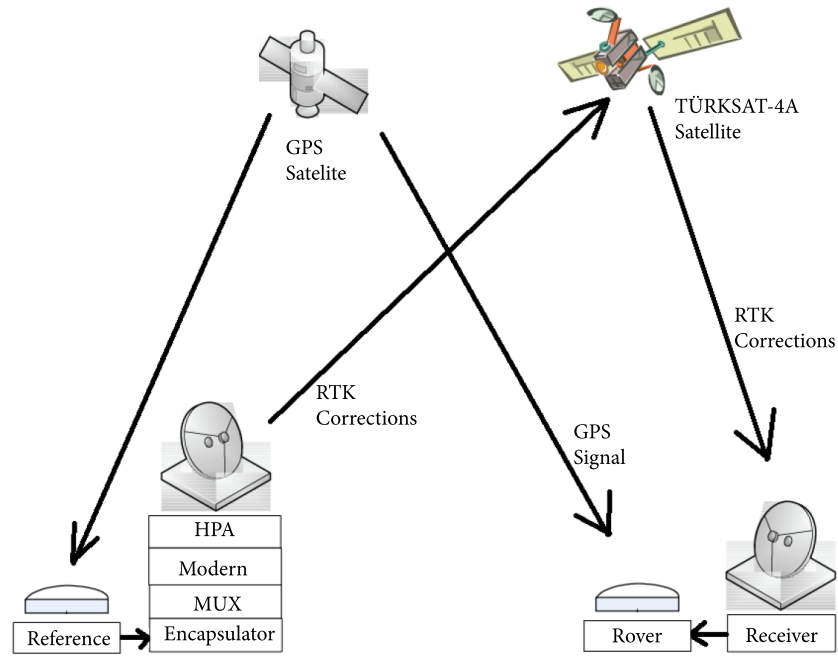 GPS
Satelite
TÜRKSAT-4A
Satellite
RTK
Corrections
RTK
Corrections
GPS
Signal
HPA
Modern
MUX
Encapsulator
Reference
Rover
Receiver